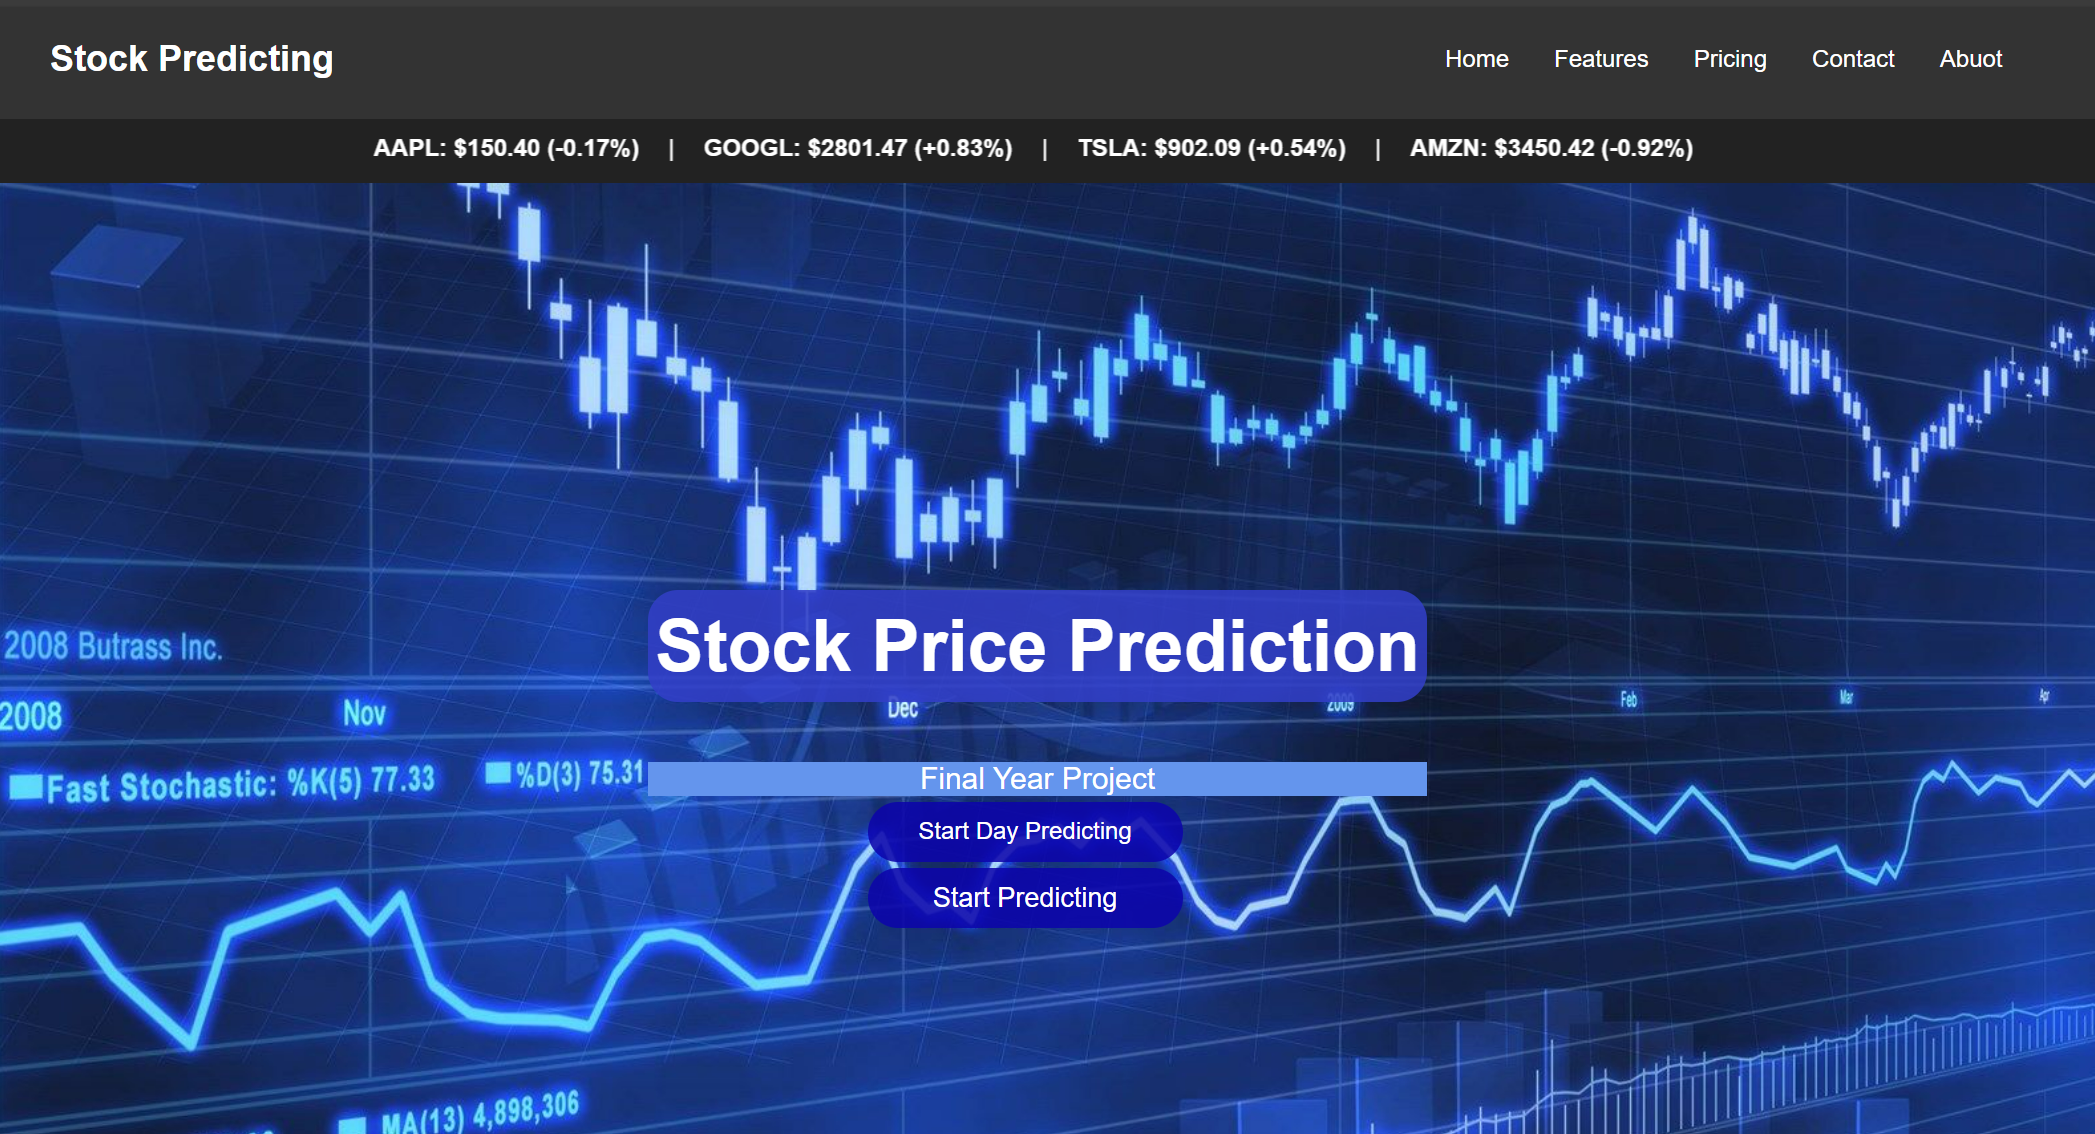 Stock Predicting
Home Features Pricing Contact Abuot
AAPL: $150.40 (-0.17%) | GOOGL: $2801.47 (+0.83%) | TSLA: $902.09 (+0.54%) | AMZN: $3450.42 (-0.92%)
Stock Price Prediction
2008 Butrass Inc.
2008 Nov Dec 2009 Feb Mar Apr
Fast Stochastic: %K(5) 77.33 %D(3) 75.31
Final Year Project
Start Day Predicting
Start Predicting
MA(13) 4,898,306